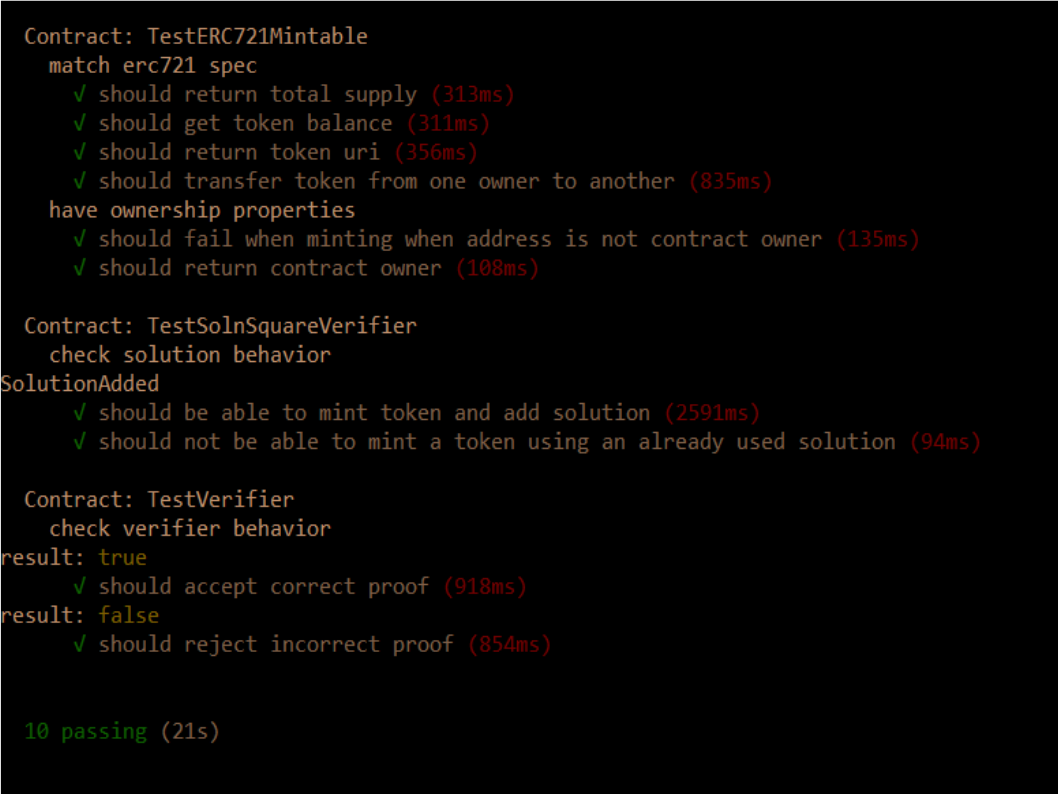 Contract: TestERC721Mintable
match erc721 spec
√ should return total supply (313ms)
√ should get token balance (311ms)
√ should return token uri (356ms)
√ should transfer token from one owner to another (835ms)
have ownership properties
√ should fail when minting when address is not contract owner (135ms)
√ should return contract owner (108ms)
Contract: TestSolnSquareVerifier
check solution behavior
SolutionAdded
√ should be able to mint token and add solution (2591ms)
√ should not be able to mint a token using an already used solution (94ms)
Contract: TestVerifier
check verifier behavior
result: true
√ should accept correct proof (918ms)
result: false
√ should reject incorrect proof (854ms)
10 passing (21s)